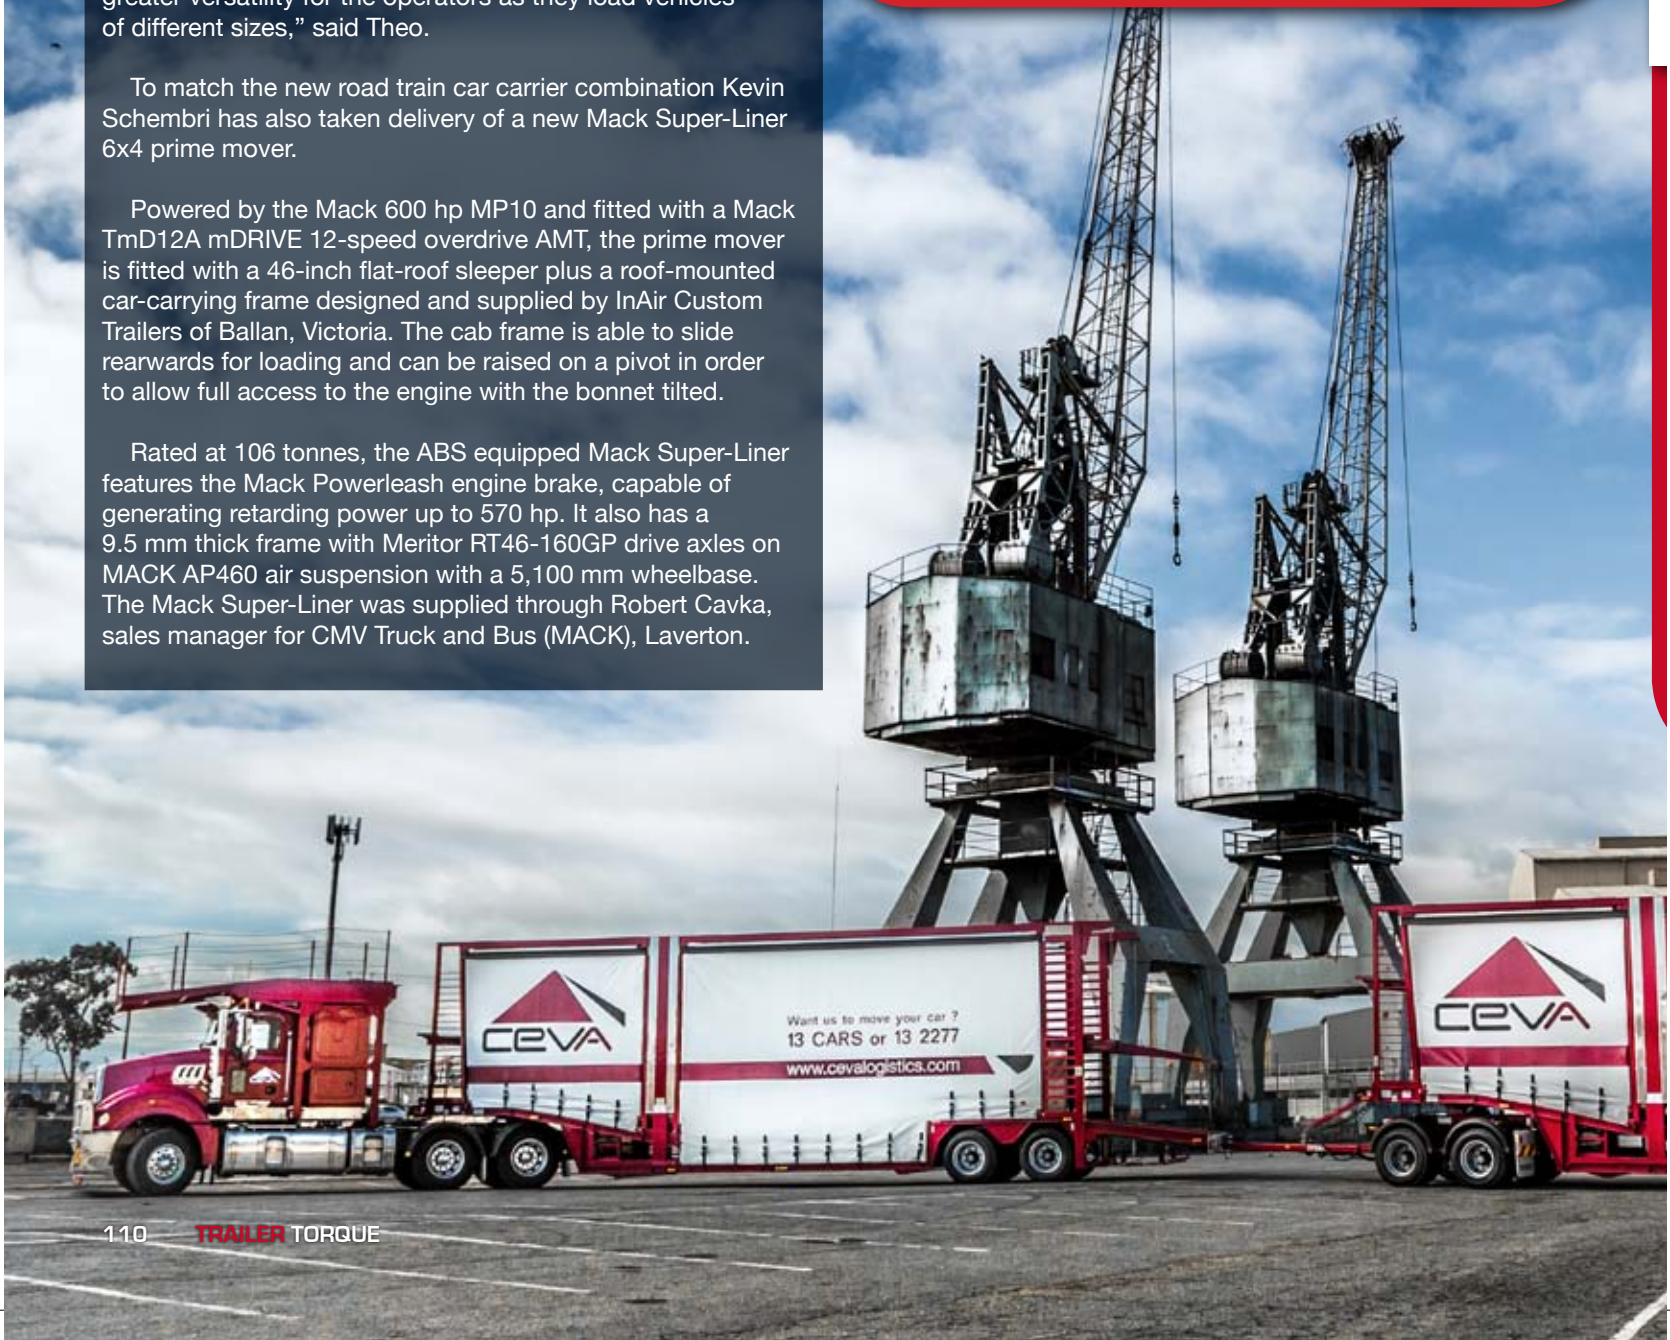 greater versatility for the operators as they load vehicles
of different sizes,” said Theo.
To match the new road train car carrier combination Kevin
Schembri has also taken delivery of a new Mack Super-Liner
6x4 prime mover.
Powered by the Mack 600 hp MP10 and fitted with a Mack
TmD12A mDRIVE 12-speed overdrive AMT, the prime mover
is fitted with a 46-inch flat-roof sleeper plus a roof-mounted
car-carrying frame designed and supplied by InAir Custom
Trailers of Ballan, Victoria. The cab frame is able to slide
rearwards for loading and can be raised on a pivot in order
to allow full access to the engine with the bonnet tilted.
Rated at 106 tonnes, the ABS equipped Mack Super-Liner
features the Mack Powerleash engine brake, capable of
generating retarding power up to 570 hp. It also has a
9.5 mm thick frame with Meritor RT46-160GP drive axles on
MACK AP460 air suspension with a 5,100 mm wheelbase.
The Mack Super-Liner was supplied through Robert Cavka,
sales manager for CMV Truck and Bus (MACK), Laverton.
CEVA
Want us to move your car ?
13 CARS or 13 2277
www.cevalogistics.com
CEVA
110 TRAILER TORQUE